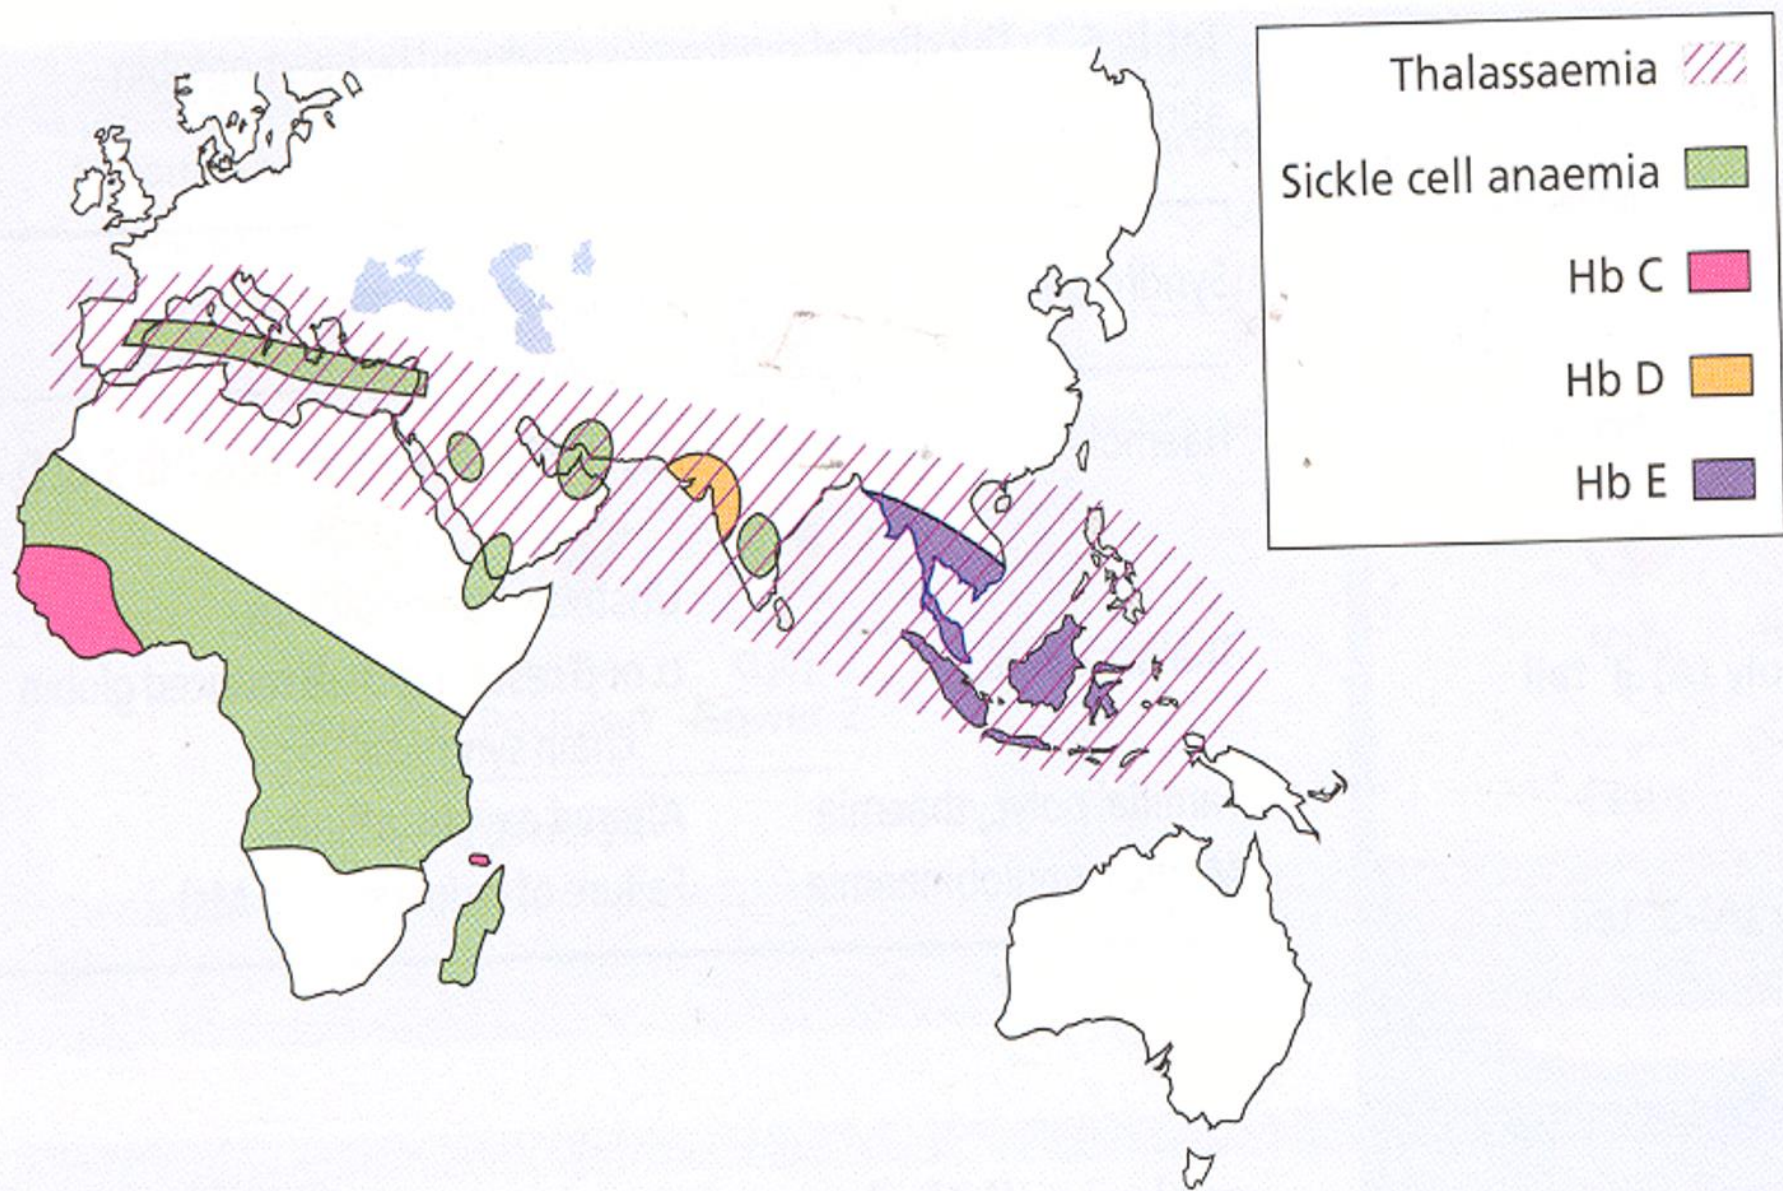 Thalassaemia
Sickle cell anaemia
Hb C
Hb D
Hb E